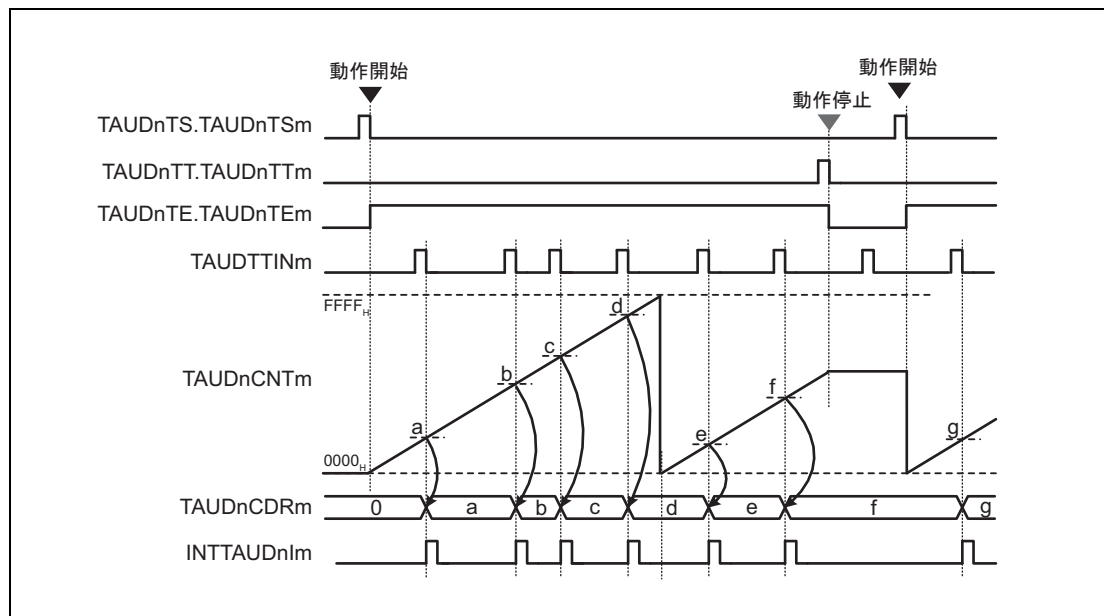 動作開始
動作開始
動作停止
TAUDnTS.TAUDnTSm
TAUDnTT.TAUDnTTm
TAUDnTE.TAUDnTEm
TAUDTTINm
FFFFH
d
c
b
f
TAUDnCNTm
a
e
g
0000H
TAUDnCDRm
0 a b c d e f g
INTTAUDnIm